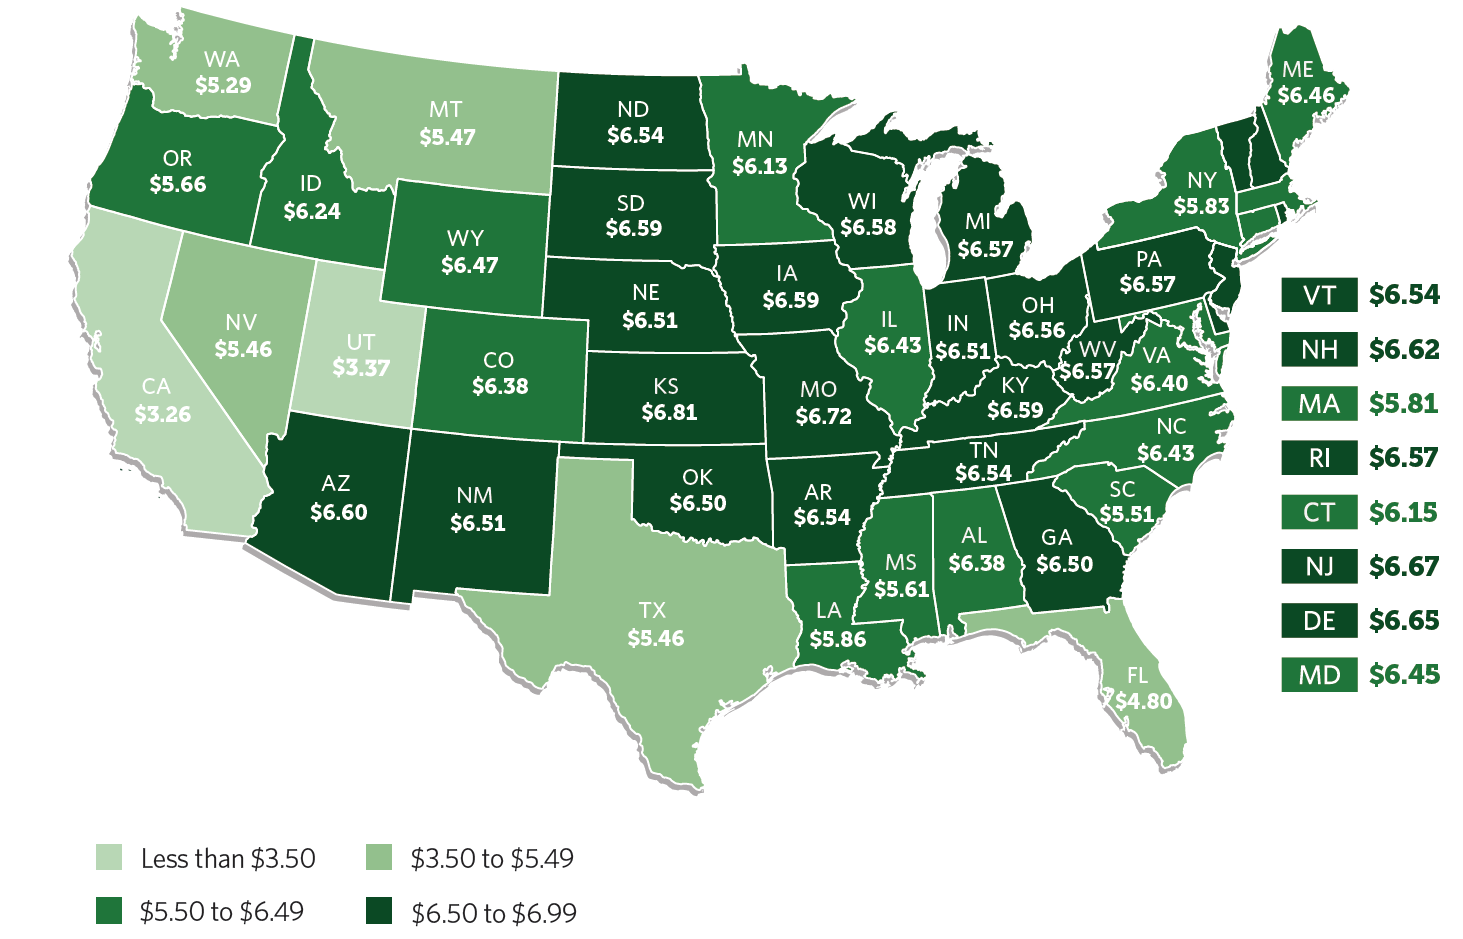 WA
$5.29
MT
$5.47
ND
$6.54
MN
$6.13
ME
$6.46
OR
$5.66
ID
$6.24
WY
$6.47
SD
$6.59
WI
$6.58
MI
$6.57
NY
$5.83
PA
$6.57
NE
$6.51
IA
$6.59
NV
$5.46
UT
$3.37
CO
$6.38
IL
$6.43
IN
$6.51
OH
$6.56
WV
$6.57
VA
$6.40
CA
$3.26
KS
$6.81
MO
$6.72
KY
$6.59
NC
$6.43
TN
$6.54
AZ
$6.60
NM
$6.51
OK
$6.50
AR
$6.54
SC
$5.51
MS
$5.61
AL
$6.38
GA
$6.50
TX
$5.46
LA
$5.86
FL
$4.80
VT $6.54
NH $6.62
MA $5.81
RI $6.57
CT $6.15
NJ $6.67
DE $6.65
MD $6.45
Less than $3.50
$3.50 to $5.49
$5.50 to $6.49
$6.50 to $6.99